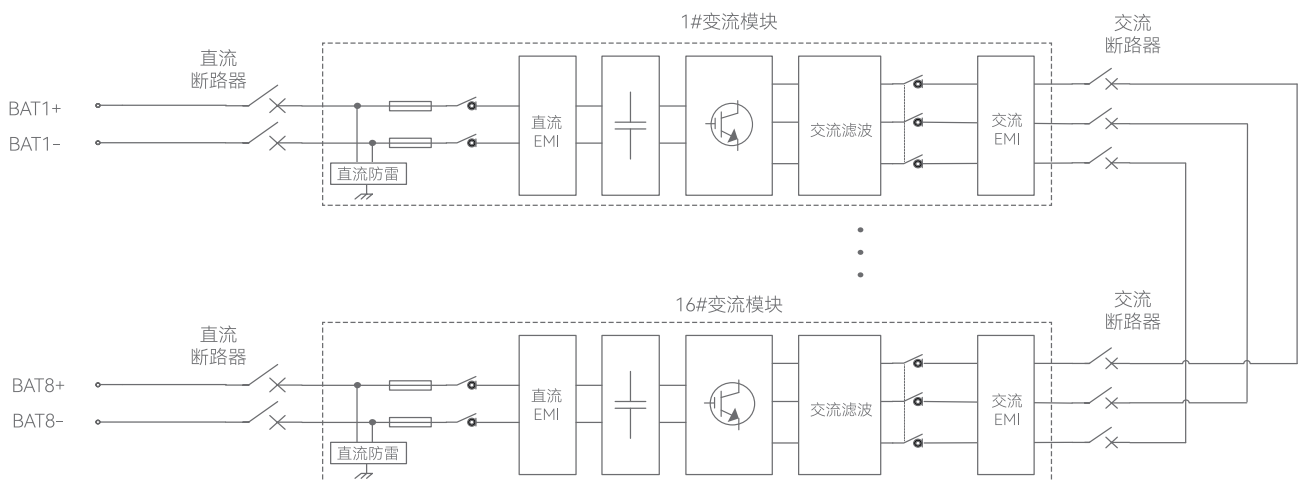 1#变流模块
直流
断路器
交流
断路器
BAT1+
BAT1-
直流
EMI
交流滤波
交流
EMI
直流防雷
16#变流模块
直流
断路器
交流
断路器
BAT8+
BAT8-
直流
EMI
交流滤波
交流
EMI
直流防雷